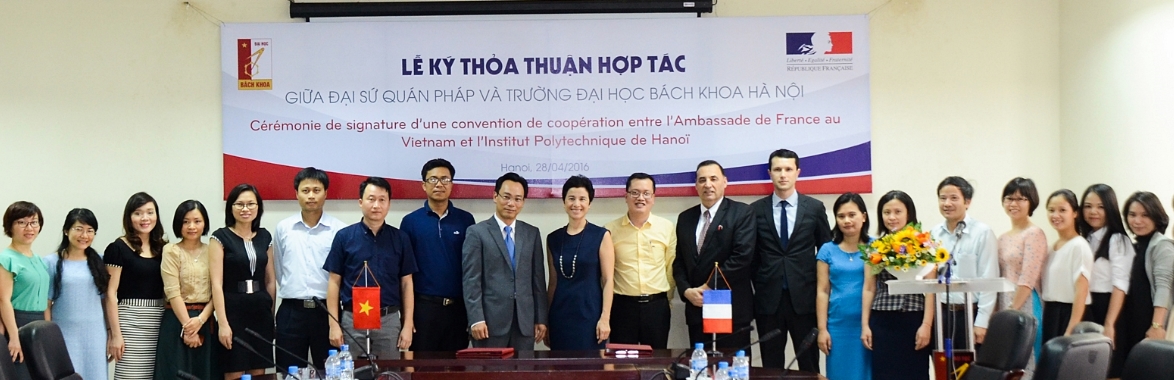 ĐẠI HỌC
BÁCH KHOA
Liberté • Égalité • Fraternité
RÉPUBLIQUE FRANÇAISE
LỄ KÝ THỎA THUẬN HỢP TÁC
GIỮA ĐẠI SỨ QUÁN PHÁP VÀ TRƯỜNG ĐẠI HỌC BÁCH KHOA HÀ NỘI
Cérémonie de signature d'une convention de coopération entre l'Ambassade de France au
Vietnam et l'Institut Polytechnique de Hanoï
Hanoi, 28/04/2016